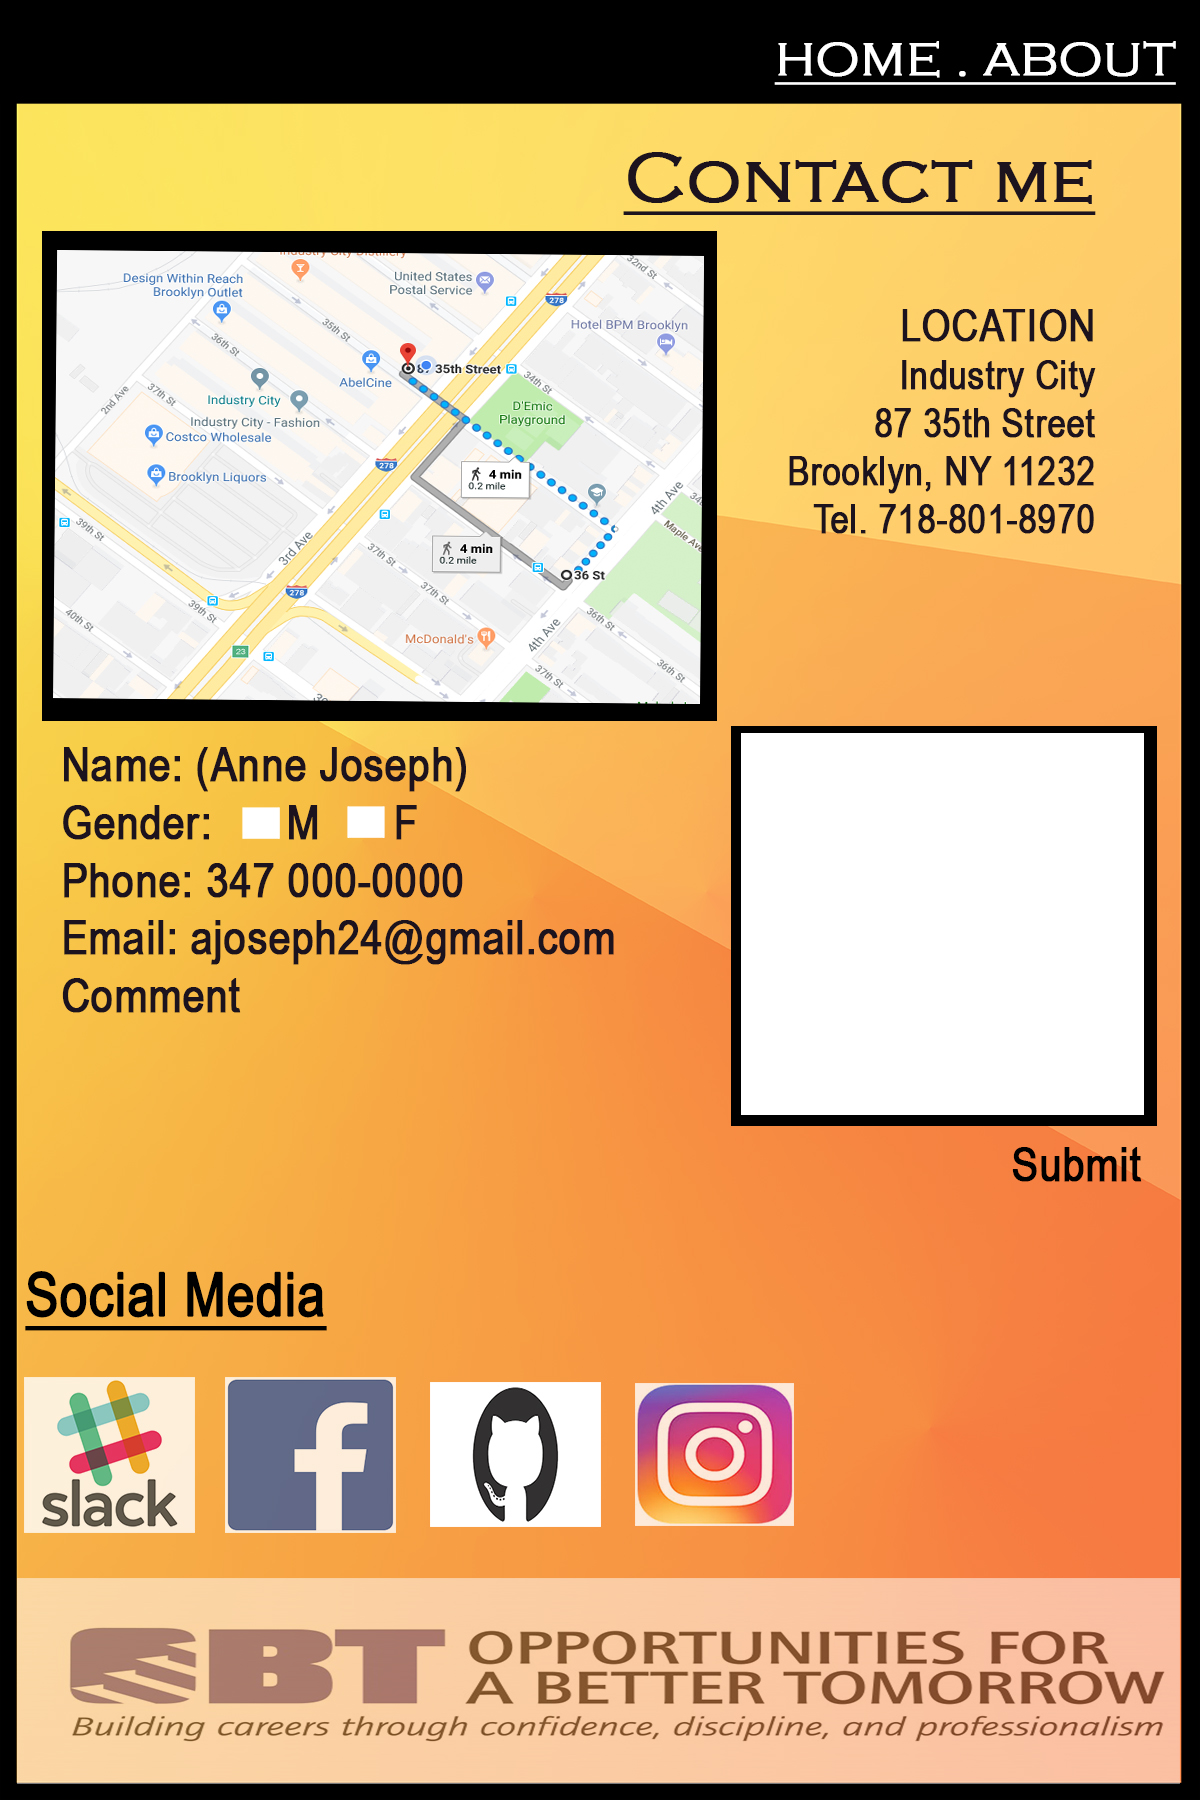 HOME . ABOUT
CONTACT ME
Industry City Distillery
Design Within Reach
Brooklyn Outlet
United States
Postal Service
32nd St
278
Hotel BPM Brooklyn
35th St
36th St
35th Street
34th St
AbelCine
2nd Ave
37th St
Industry City
D'Emic
Playground
Industry City - Fashion
Costco Wholesale
278
Brooklyn Liquors
4 min
0.2 mile
4th Ave
39th St
3rd Ave
Maple Ave
4 min
0.2 mile
37th St
36 St
278
37th St
39th St
40th St
36th St
McDonald's
4th Ave
23
36th St
37th St
LOCATION
Industry City
87 35th Street
Brooklyn, NY 11232
Tel. 718-801-8970
Name: (Anne Joseph)
Gender: M F
Phone: 347 000-0000
Email: ajoseph24@gmail.com
Comment
Submit
Social Media
slack
f
BT OPPORTUNITIES FOR
A BETTER TOMORROW
Building careers through confidence, discipline, and professionalism